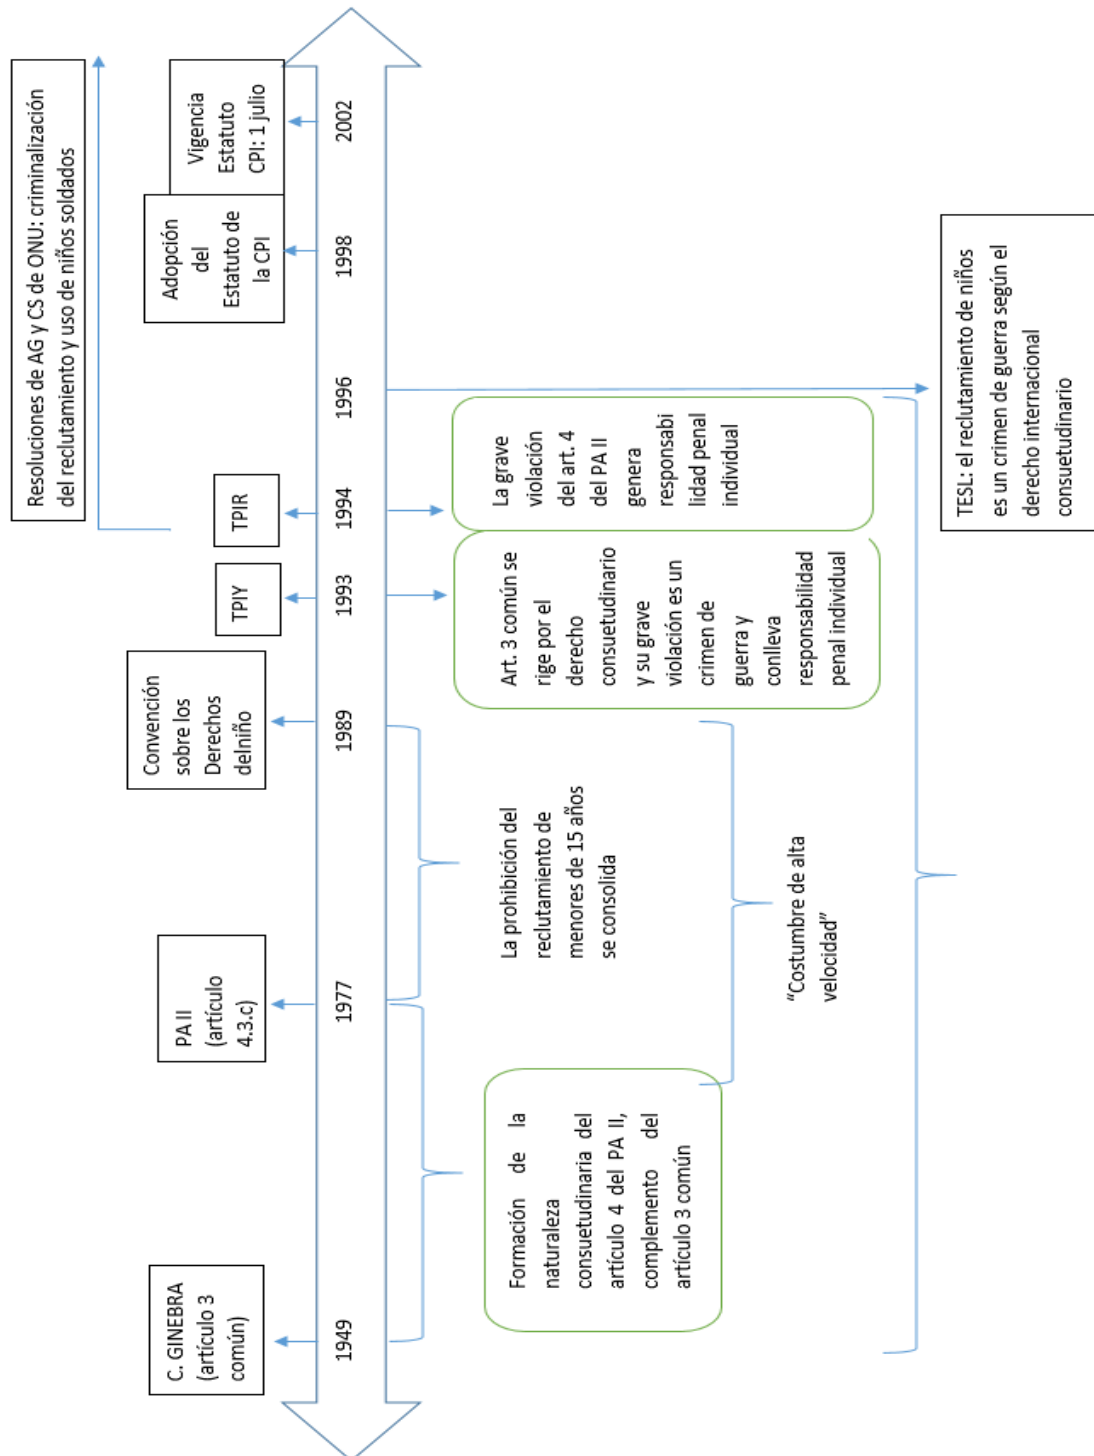 Resoluciones de AG y CS de ONU: criminalización
del reclutamiento y uso de niños soldados
C. GINEBRA
(artículo 3
común)
PA II
(artículo
4.3.c)
Convención
sobre los
Derechos
delniño
TPIY
TPIR
Adopción
del
Estatuto de
la CPI
Vigencia
Estatuto
CPI: 1 julio
1949
1977
1989
1993
1994
1996
1998
2002
Formación de la
naturaleza
consuetudinaria del
artículo 4 del PA II,
complemento del
artículo 3 común
La prohibición del
reclutamiento de
menores de 15 años
se consolida
Art. 3 común se
rige por el
derecho
consuetudinario
y su grave
violación es un
crimen de
guerra y
conlleva
responsabilidad
penal individual
La grave
violación
del art. 4
del PA II
genera
responsabi
lidad penal
individual
“Costumbre de alta
velocidad”
TESL: el reclutamiento de niños
es un crimen de guerra según el
derecho internacional
consuetudinario